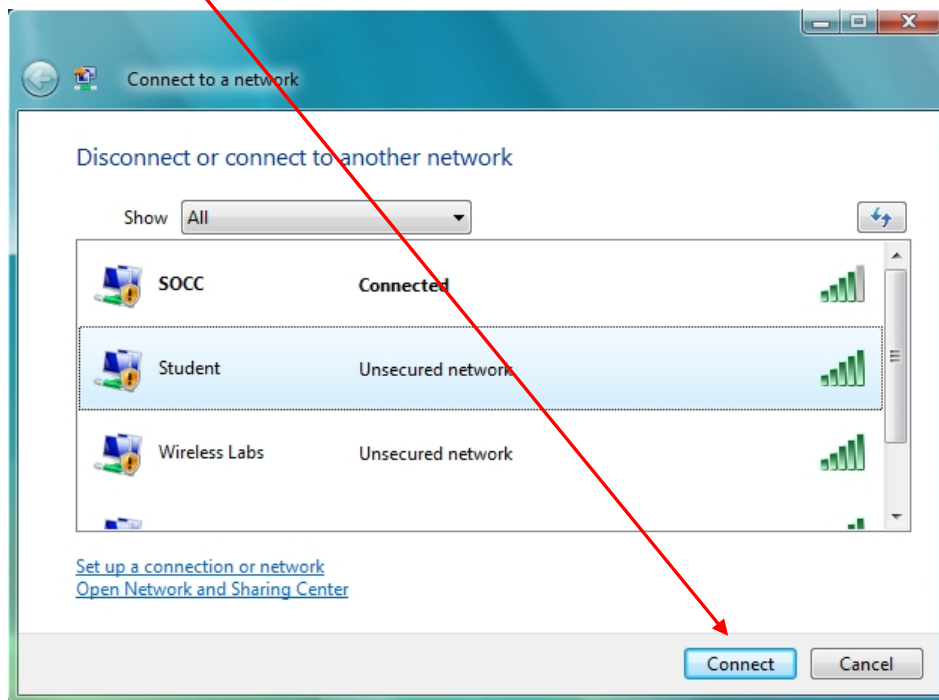 Connect to a network
Disconnect or connect to another network
Show All
SOCC Connected
Student Unsecured network
Wireless Labs Unsecured network
Set up a connection or network
Open Network and Sharing Center
Connect Cancel